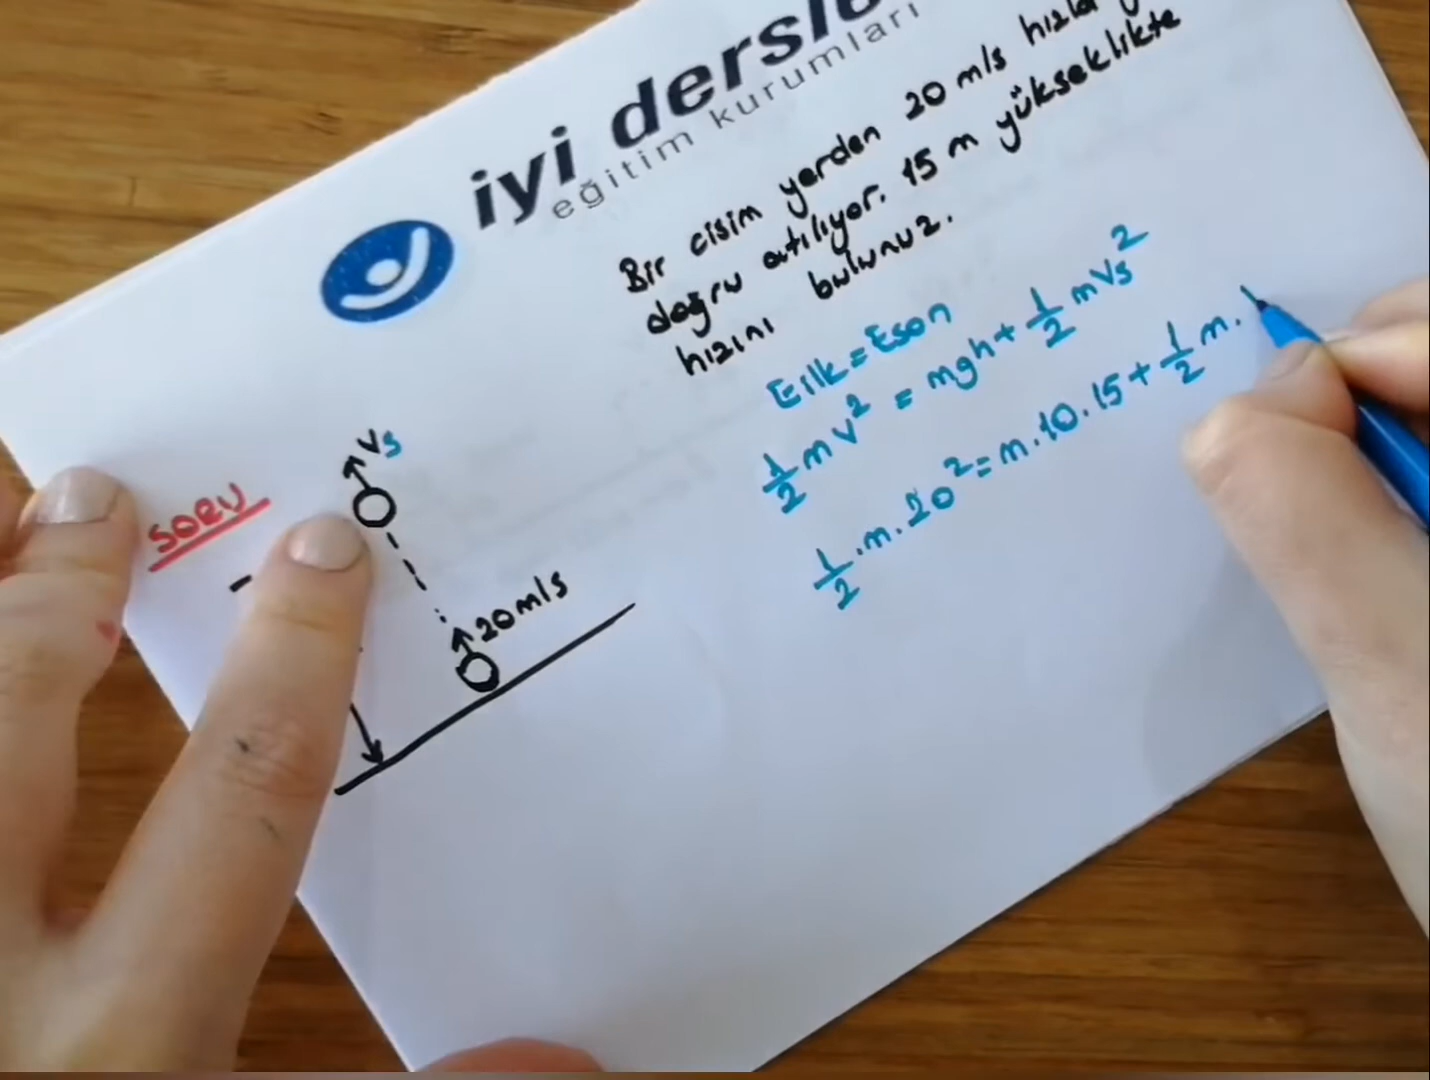 iyi
eğitim kurumları
Bir cisim yerden 20 m/s hızla
doğru atılıyor. 15 m yükseklikte
hızını bulunuz.
Eilk = Eson
1/2 mv² = mgh + 1/2 mVs²
1/2 . m . 20² = m . 10 . 15 + 1/2 m .
SORU
Vs
20 m/s